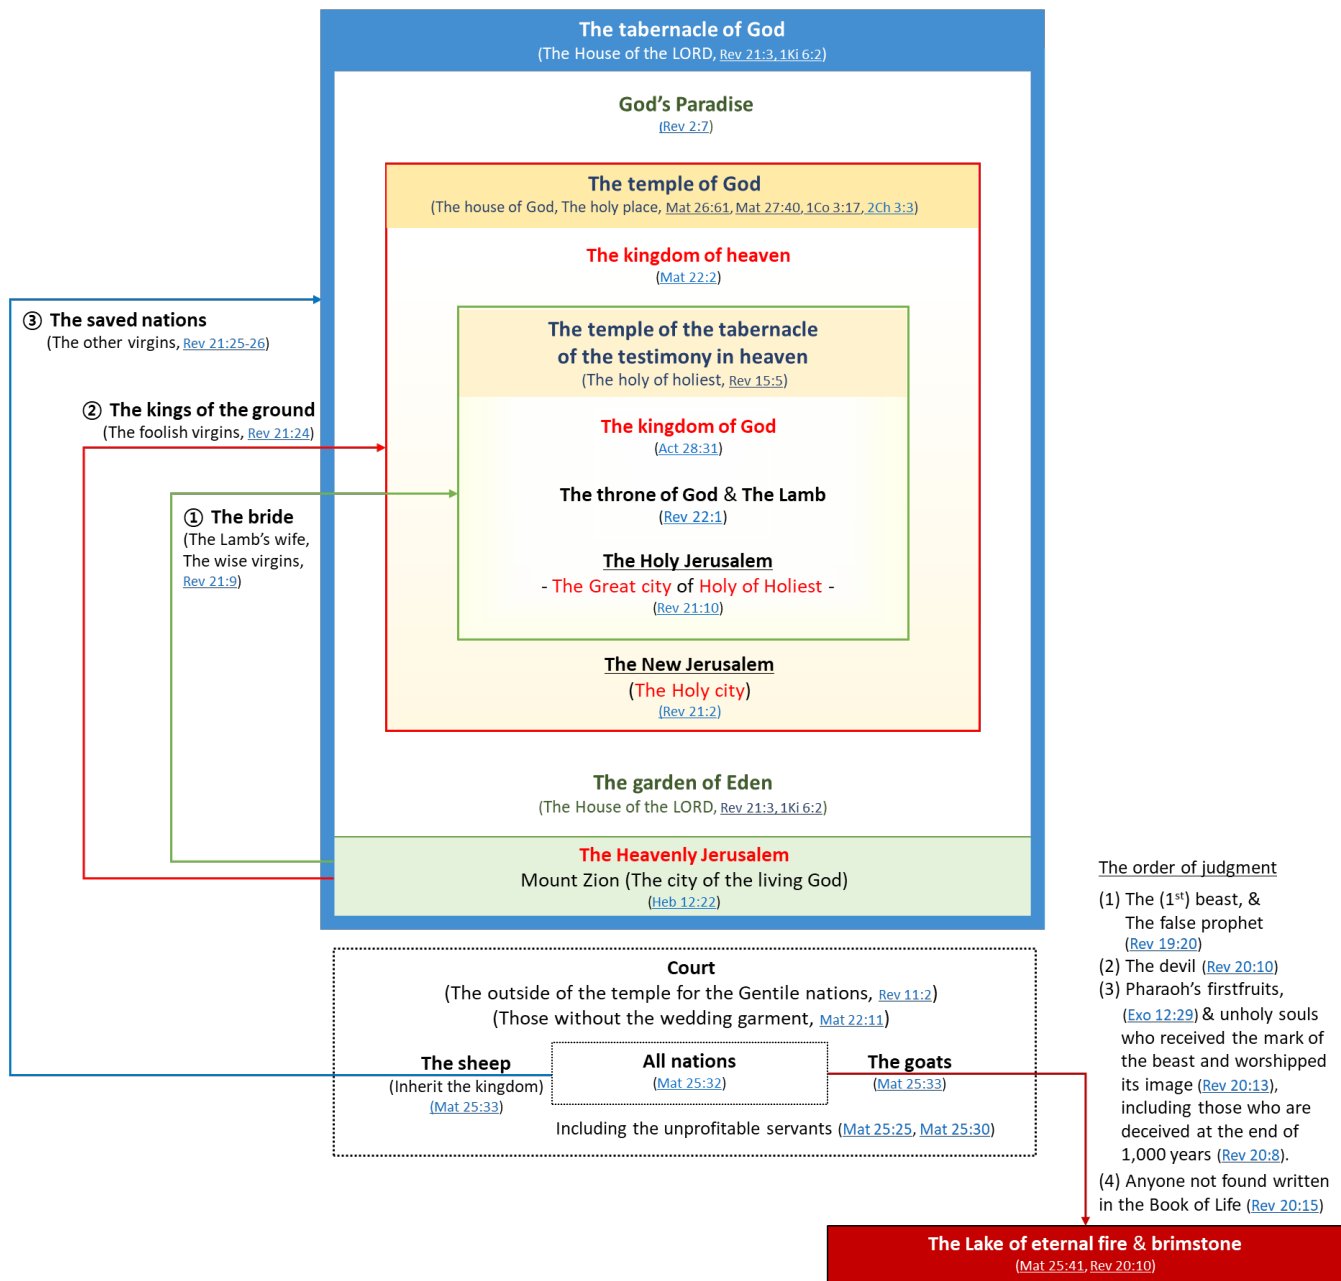 The tabernacle of God
(The House of the LORD, Rev 21:3, 1Ki 6:2)
God's Paradise
(Rev 2:7)
The temple of God
(The house of God, The holy place, Mat 26:61, Mat 27:40, 1Co 3:17, 2Ch 3:3)
The kingdom of heaven
(Mat 22:2)
The temple of the tabernacle
of the testimony in heaven
(The holy of holiest, Rev 15:5)
The kingdom of God
(Act 28:31)
The throne of God & The Lamb
(Rev 22:1)
The Holy Jerusalem
- The Great city of Holy of Holiest -
(Rev 21:10)
The New Jerusalem
(The Holy city)
(Rev 21:2)
The garden of Eden
(The House of the LORD, Rev 21:3, 1Ki 6:2)
The Heavenly Jerusalem
Mount Zion (The city of the living God)
(Heb 12:22)
③ The saved nations
(The other virgins, Rev 21:25-26)
② The kings of the ground
(The foolish virgins, Rev 21:24)
① The bride
(The Lamb's wife,
The wise virgins,
Rev 21:9)
Court
(The outside of the temple for the Gentile nations, Rev 11:2)
(Those without the wedding garment, Mat 22:11)
The sheep
(Inherit the kingdom)
(Mat 25:33)
All nations
(Mat 25:32)
The goats
(Mat 25:33)
Including the unprofitable servants (Mat 25:25, Mat 25:30)
The order of judgment
(1) The (1st) beast, &
The false prophet
(Rev 19:20)
(2) The devil (Rev 20:10)
(3) Pharaoh's firstfruits,
(Exo 12:29) & unholy souls
who received the mark of
the beast and worshipped
its image (Rev 20:13),
including those who are
deceived at the end of
1,000 years (Rev 20:8).
(4) Anyone not found written
in the Book of Life (Rev 20:15)
The Lake of eternal fire & brimstone
(Mat 25:41, Rev 20:10)